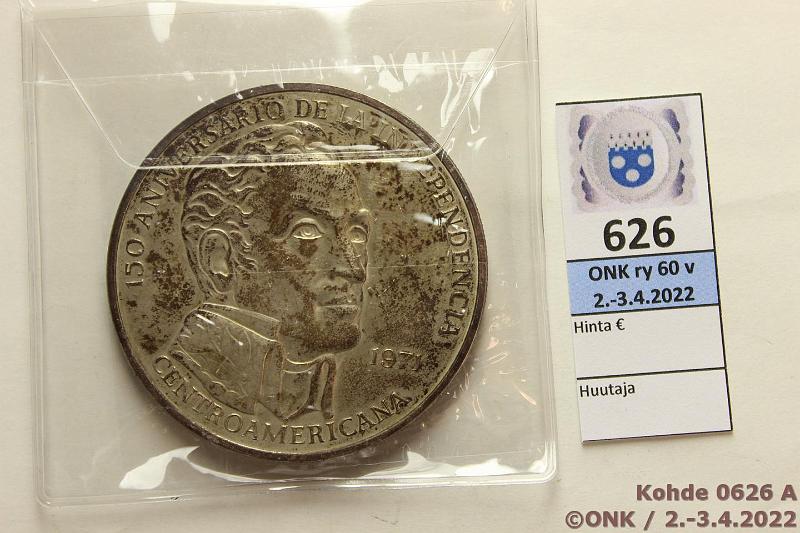 150 ANIVERSARIO DE LA INDEPENDENCIA
CENTROAMERICANA
1971
626
ONK ry 60 v
2.-3.4.2022
Hinta €
Huutaja
Kohde 0626 A
©ONK / 2.-3.4.2022